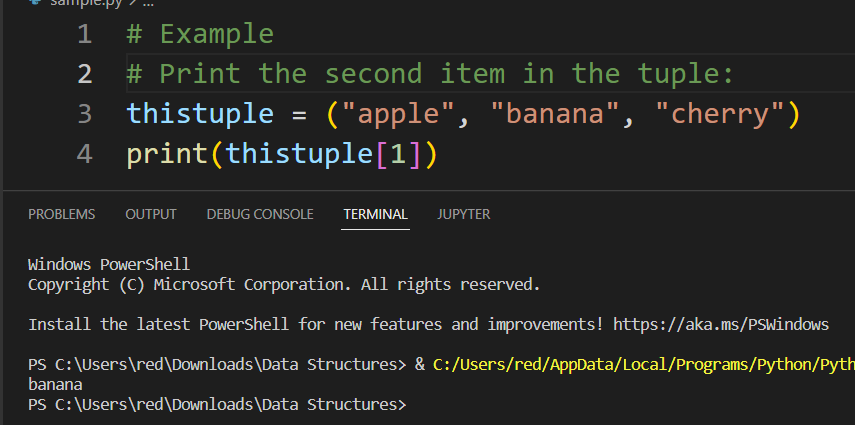 sample.py > ...
1 # Example
2 # Print the second item in the tuple:
3 thistuple = ("apple", "banana", "cherry")
4 print(thistuple[1])
PROBLEMS OUTPUT DEBUG CONSOLE TERMINAL JUPYTER
Windows PowerShell
Copyright (C) Microsoft Corporation. All rights reserved.
Install the latest PowerShell for new features and improvements! https://aka.ms/PSWindows
PS C:\Users\red\Downloads\Data Structures> & C:/Users/red/AppData/Local/Programs/Python/Pyth
banana
PS C:\Users\red\Downloads\Data Structures>